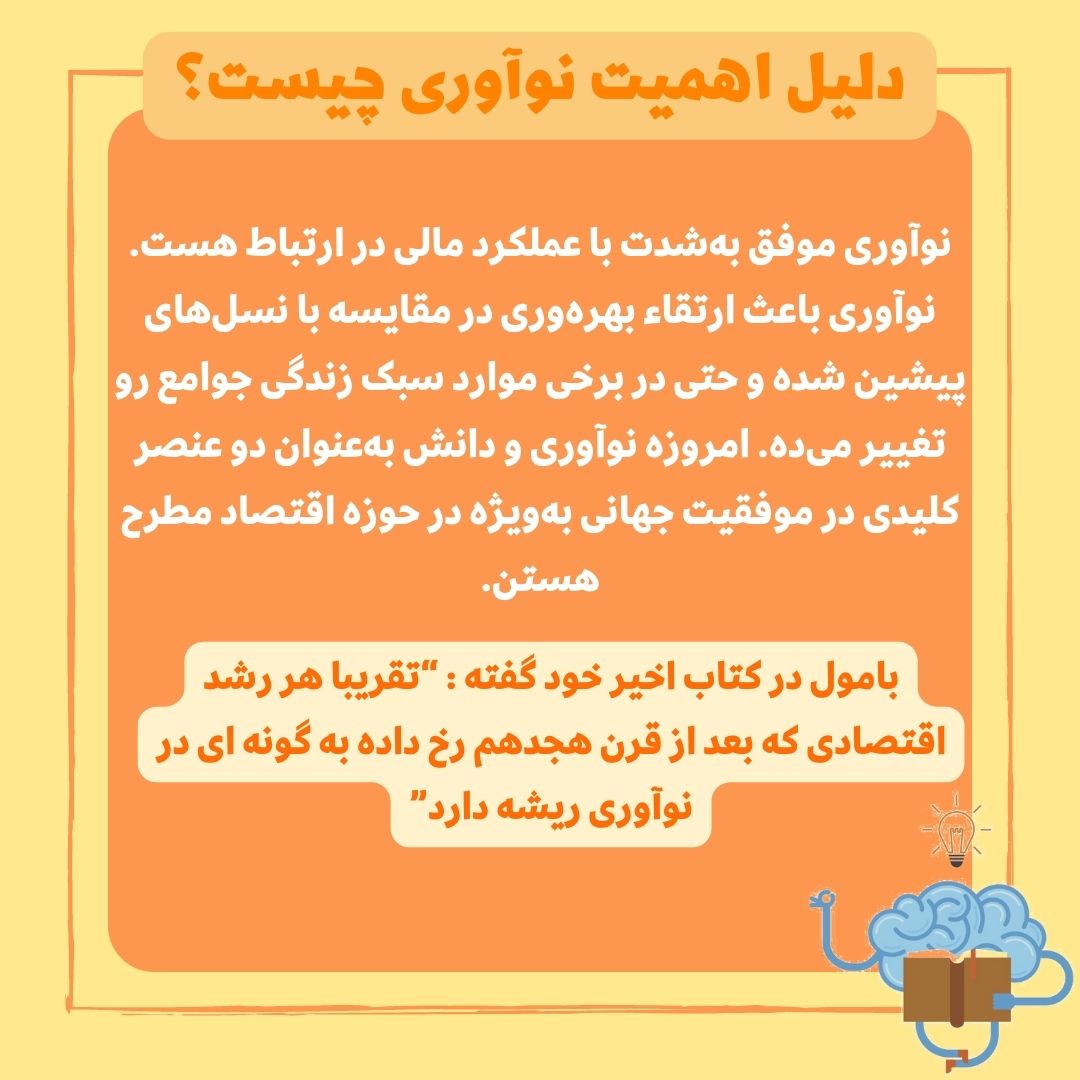 دلیل اهمیت نوآوری چیست؟
نوآوری موفق به‌شدت با عملکرد مالی در ارتباط هست.
نوآوری باعث ارتقاء بهره‌وری در مقایسه با نسل‌های
پیشین شده و حتی در برخی موارد سبک زندگی جوامع رو
تغییر می‌ده. امروزه نوآوری و دانش به‌عنوان دو عنصر
کلیدی در موفقیت جهانی به‌ویژه در حوزه اقتصاد مطرح
هستن.
بامول در کتاب اخیر خود گفته : “تقریبا هر رشد
اقتصادی که بعد از قرن هجدهم رخ داده به گونه ای در
نوآوری ریشه دارد”